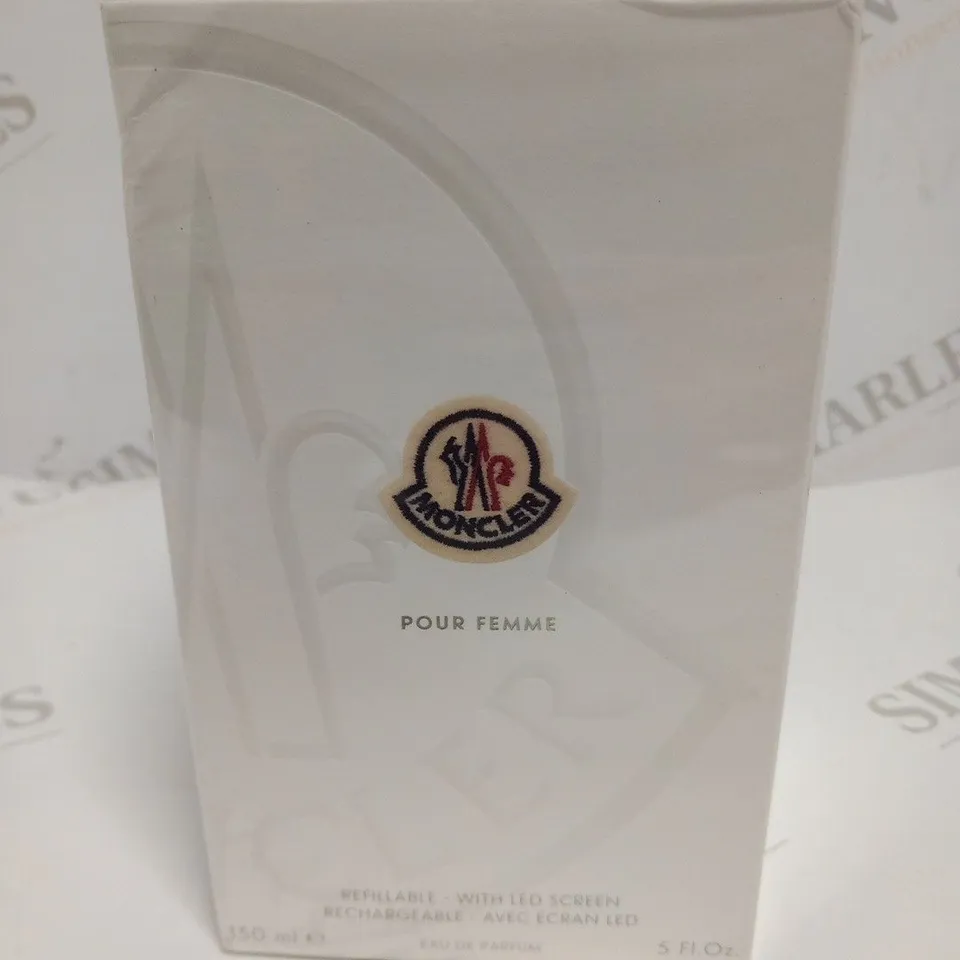 MONCLER
POUR FEMME
CLER
REFILLABLE - WITH LED SCREEN
RECHARGEABLE - AVEC ECRAN LED
150 ml ℮
EAU DE PARFUM
5 Fl.Oz.